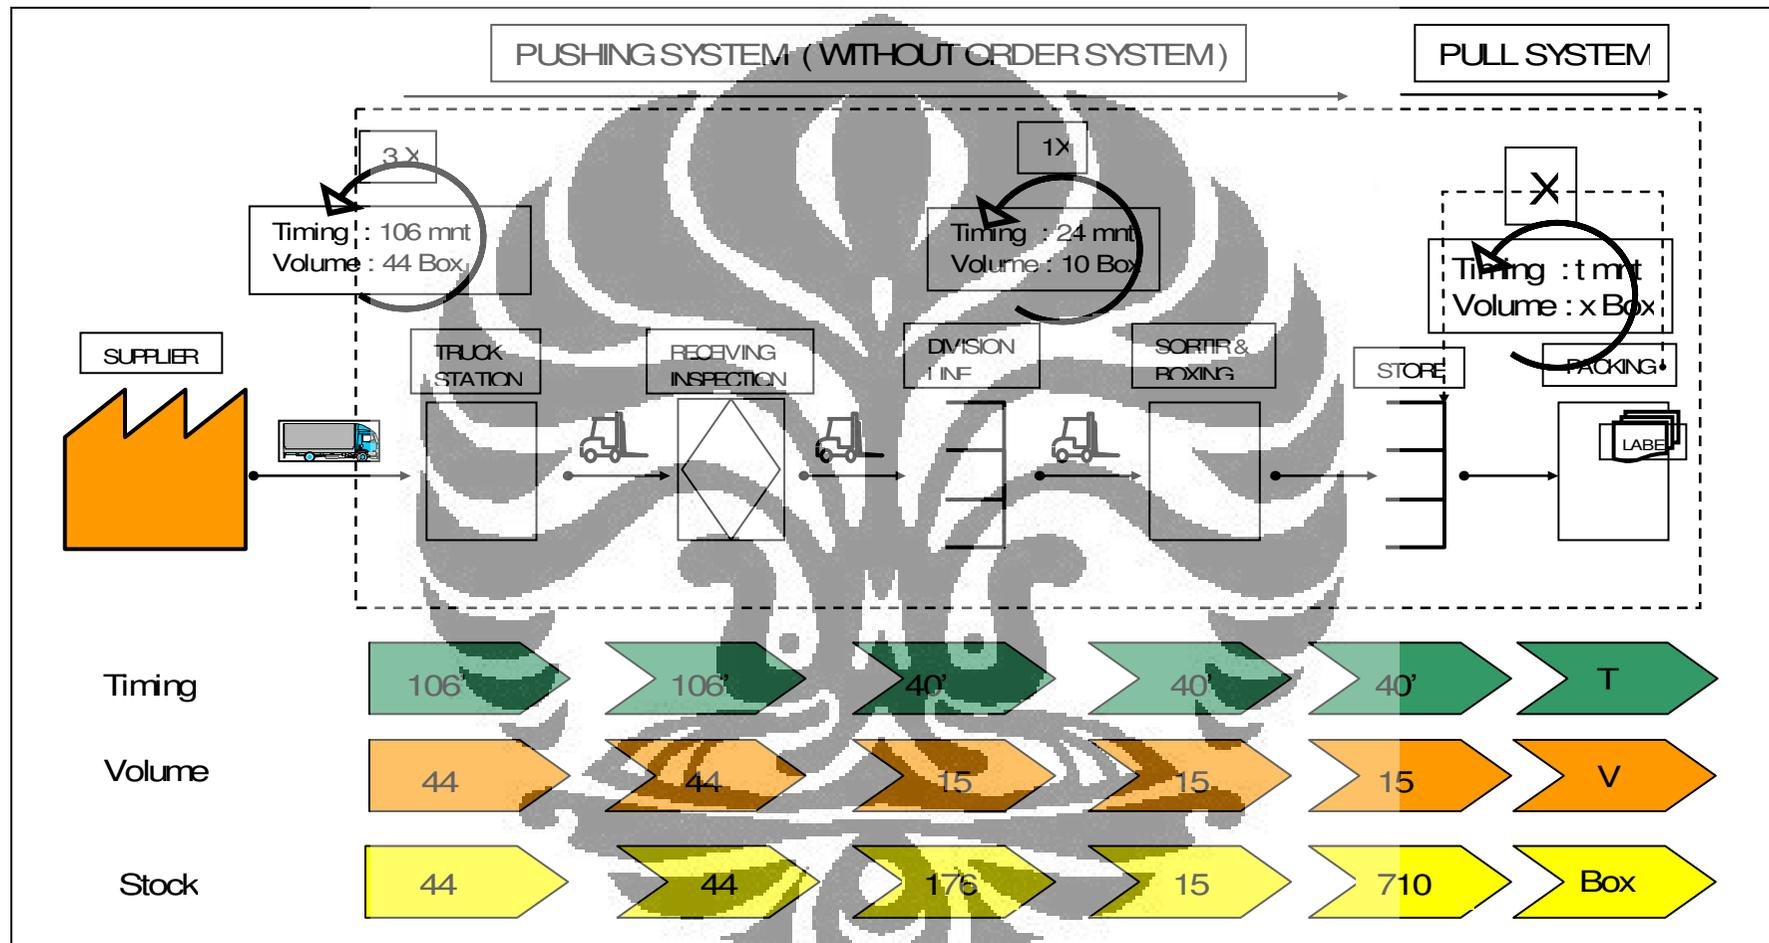 PUSHING SYSTEM ( WITHOUT ORDER SYSTEM )
PULL SYSTEM
3 X
1X
X
Timing : 106 mnt
Volume : 44 Box
Timing : 24 mnt
Volume : 10 Box
Timing : t mnt
Volume : x Box
SUPPLIER
TRUCK
STATION
RECEIVING
INSPECTION
DIVISION
LINE
SORTIR &
BOXING
STORE
PACKING
LABEL
Timing
106'
106'
40'
40'
40'
T
Volume
44
44
15
15
15
V
Stock
44
44
176
15
710
Box